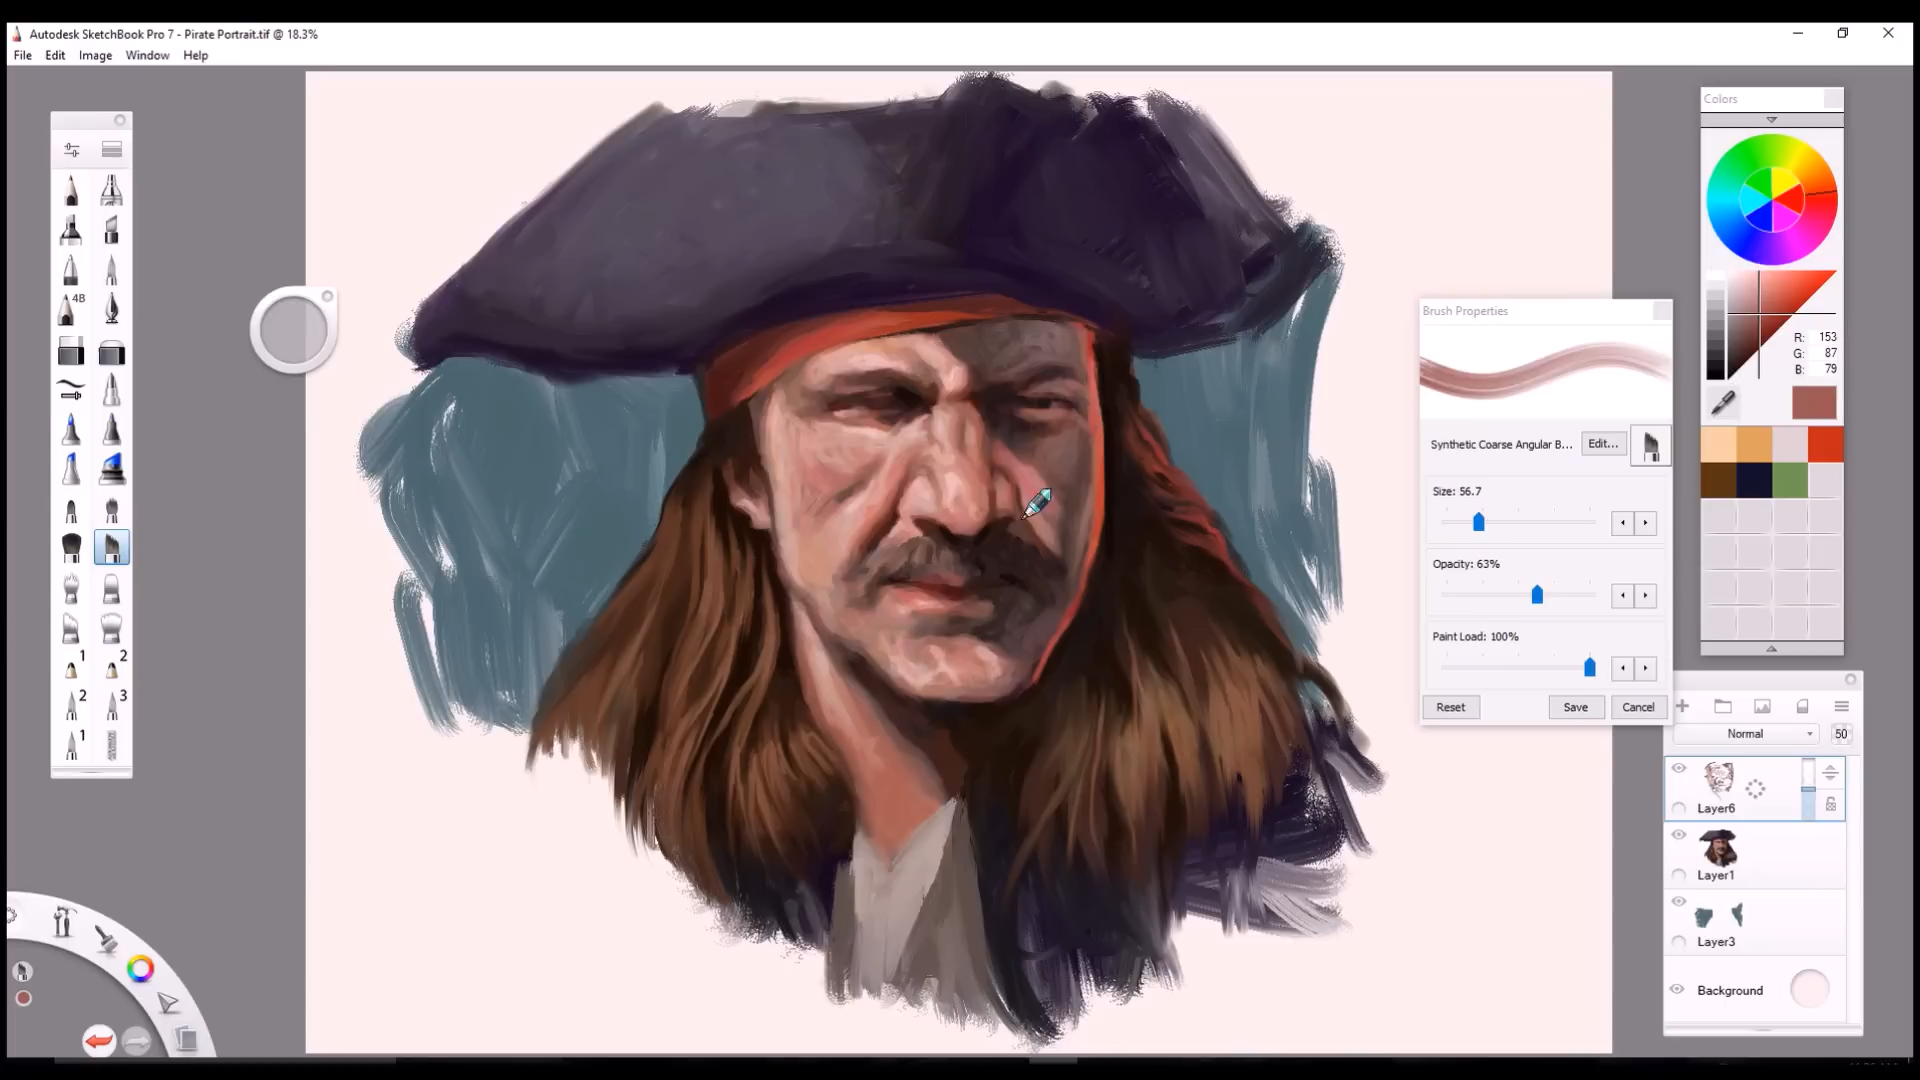 Autodesk SketchBook Pro 7 - Pirate Portrait.tif @ 18.3%
File Edit Image Window Help
4B
1 2
2 3
1
Colors
R: 153
G: 87
B: 79
Brush Properties
Synthetic Coarse Angular B... Edit...
Size: 56.7
Opacity: 63%
Paint Load: 100%
Reset Save Cancel
Normal 50
Layer6
Layer1
Layer3
Background